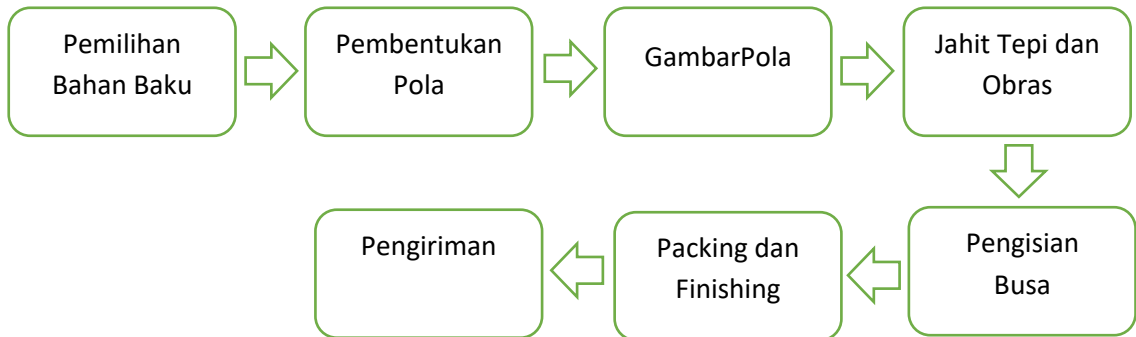 Pemilihan
Bahan Baku
Pembentukan
Pola
GambarPola
Jahit Tepi dan
Obras
Pengisian
Busa
Packing dan
Finishing
Pengiriman